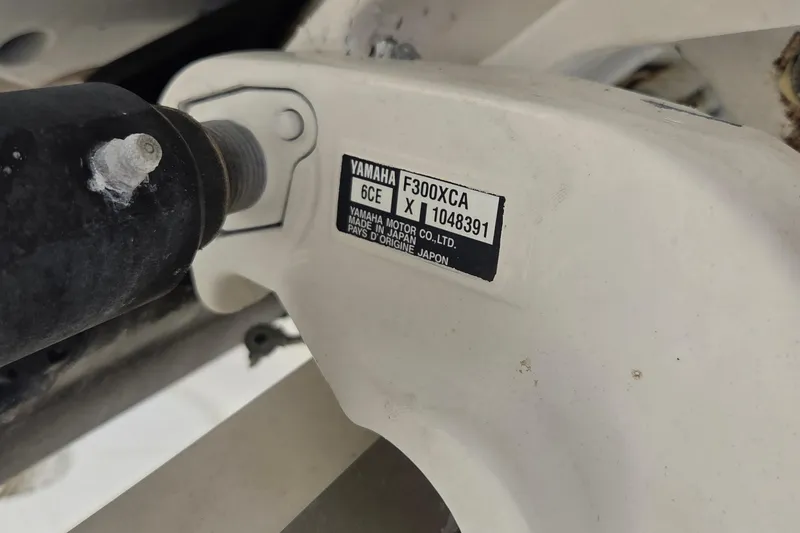 YAMAHA F300XCA
6CE X 1048391
YAMAHA MOTOR CO.,LTD.
MADE IN JAPAN
PAYS D'ORIGINE JAPON